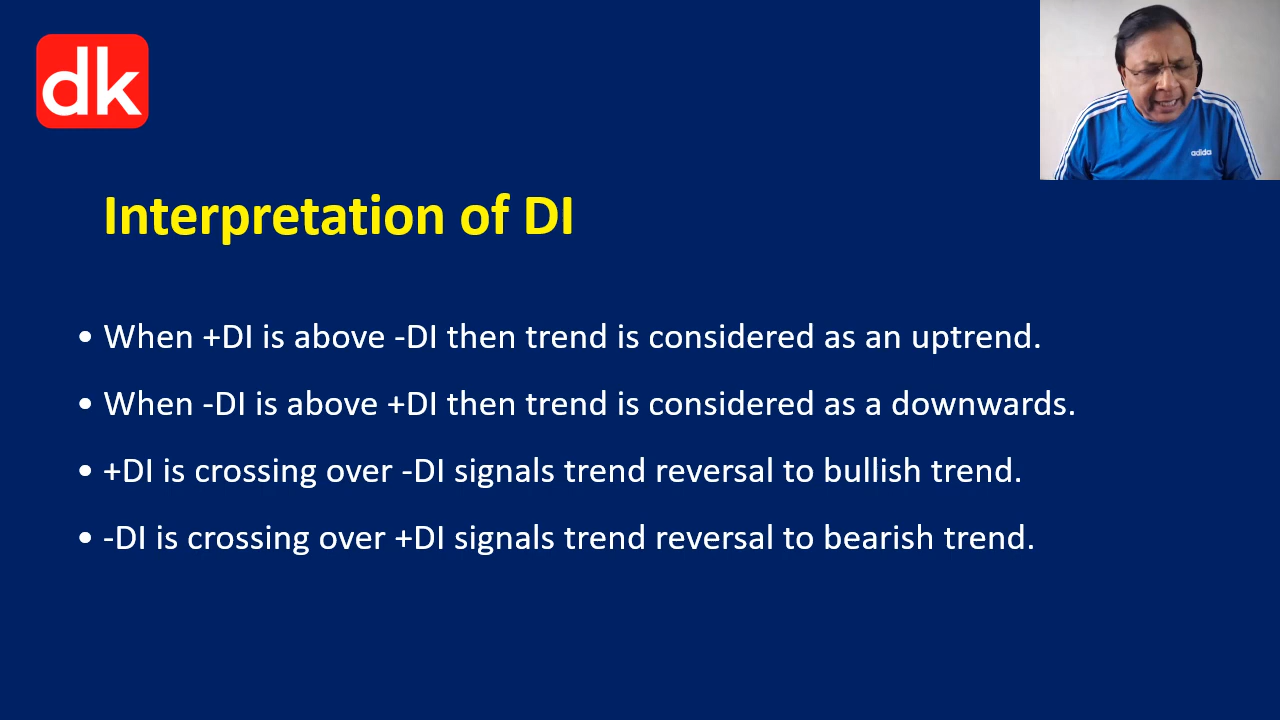 dk
adidas
Interpretation of DI
• When +DI is above -DI then trend is considered as an uptrend.
• When -DI is above +DI then trend is considered as a downwards.
• +DI is crossing over -DI signals trend reversal to bullish trend.
• -DI is crossing over +DI signals trend reversal to bearish trend.